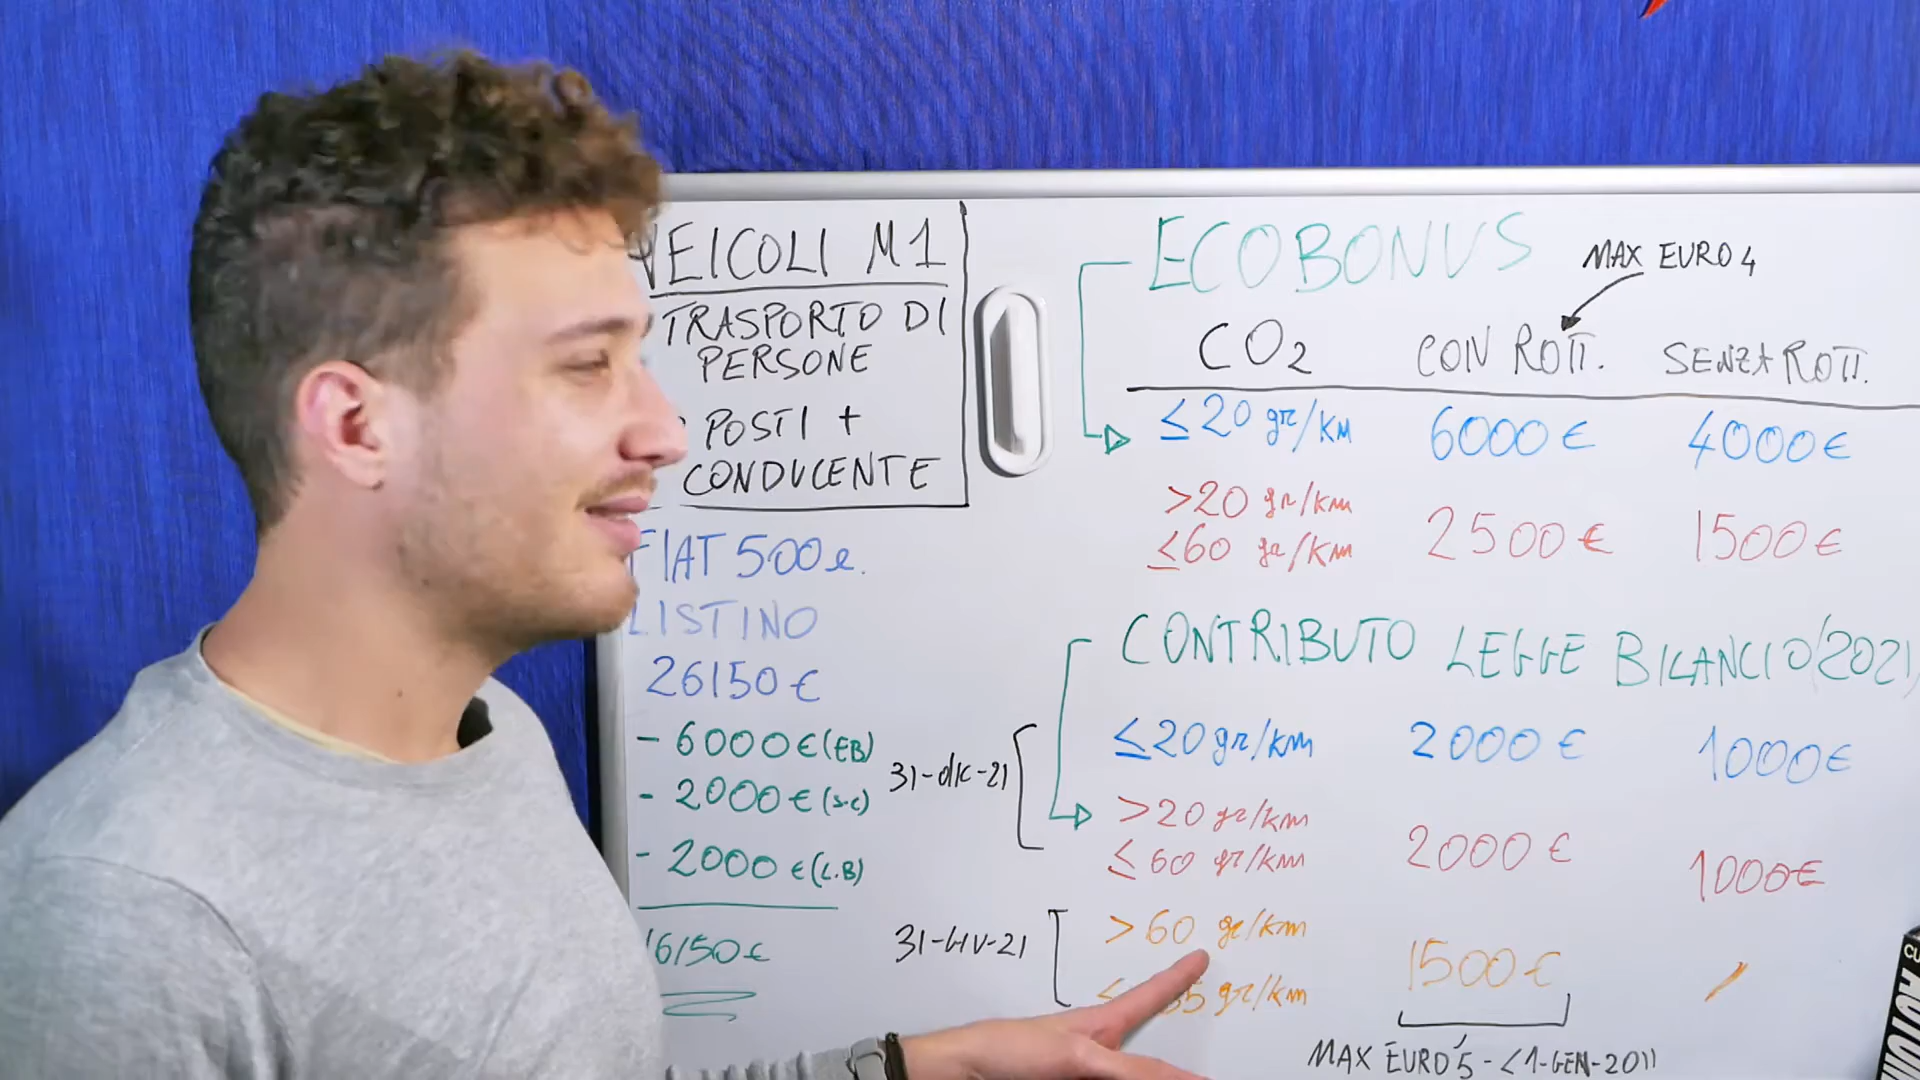 VEICOLI M1
TRASPORTO DI
PERSONE
POSTI +
CONDUCENTE
FIAT 500e.
LISTINO
26150€
- 6000€(EB)
- 2000€(s.c)
- 2000€(L.B)
16150€
ECOBONUS
MAX EURO 4
CO2 CON ROTT. SENZA ROTT.
≤20 gr/KM 6000€ 4000€
>20 gr/KM
≤60 gr/KM 2500€ 1500€
CONTRIBUTO LEGGE BILANCIO(2021)
31-DIC-21
≤20 gr/km 2000€ 1000€
>20 gr/km
≤60 gr/km 2000€ 1000€
31-GIU-21
>60 gr/km
≤ gr/km 1500€ /
MAX EURO 5 - <1-GEN-2011